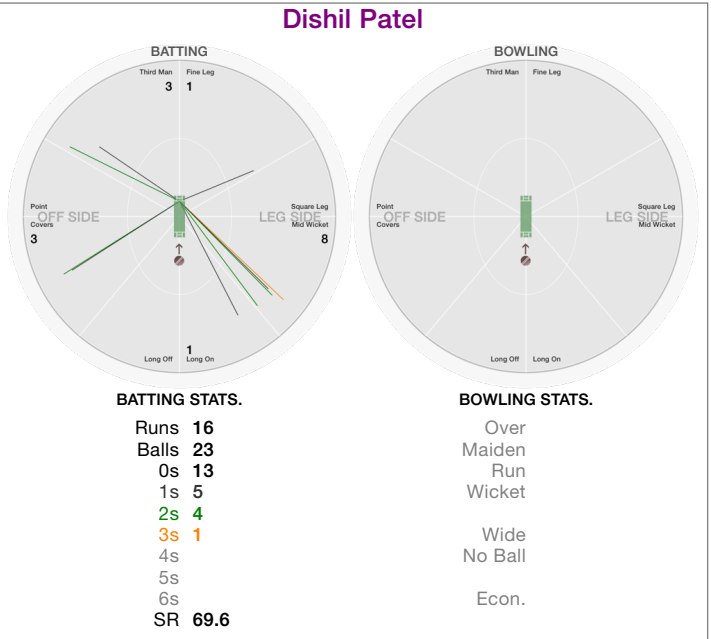 Dishil Patel
BATTING
Third Man Fine Leg
3 1
Point
OFF SIDE
Covers
3
Square Leg
LEG SIDE
Mid Wicket
8
1
Long Off Long On
BOWLING
Third Man Fine Leg
Point
OFF SIDE
Covers
Square Leg
LEG SIDE
Mid Wicket
Long Off Long On
BATTING STATS.
Runs 16
Balls 23
0s 13
1s 5
2s 4
3s 1
4s
5s
6s
SR 69.6
BOWLING STATS.
Over
Maiden
Run
Wicket
Wide
No Ball
Econ.